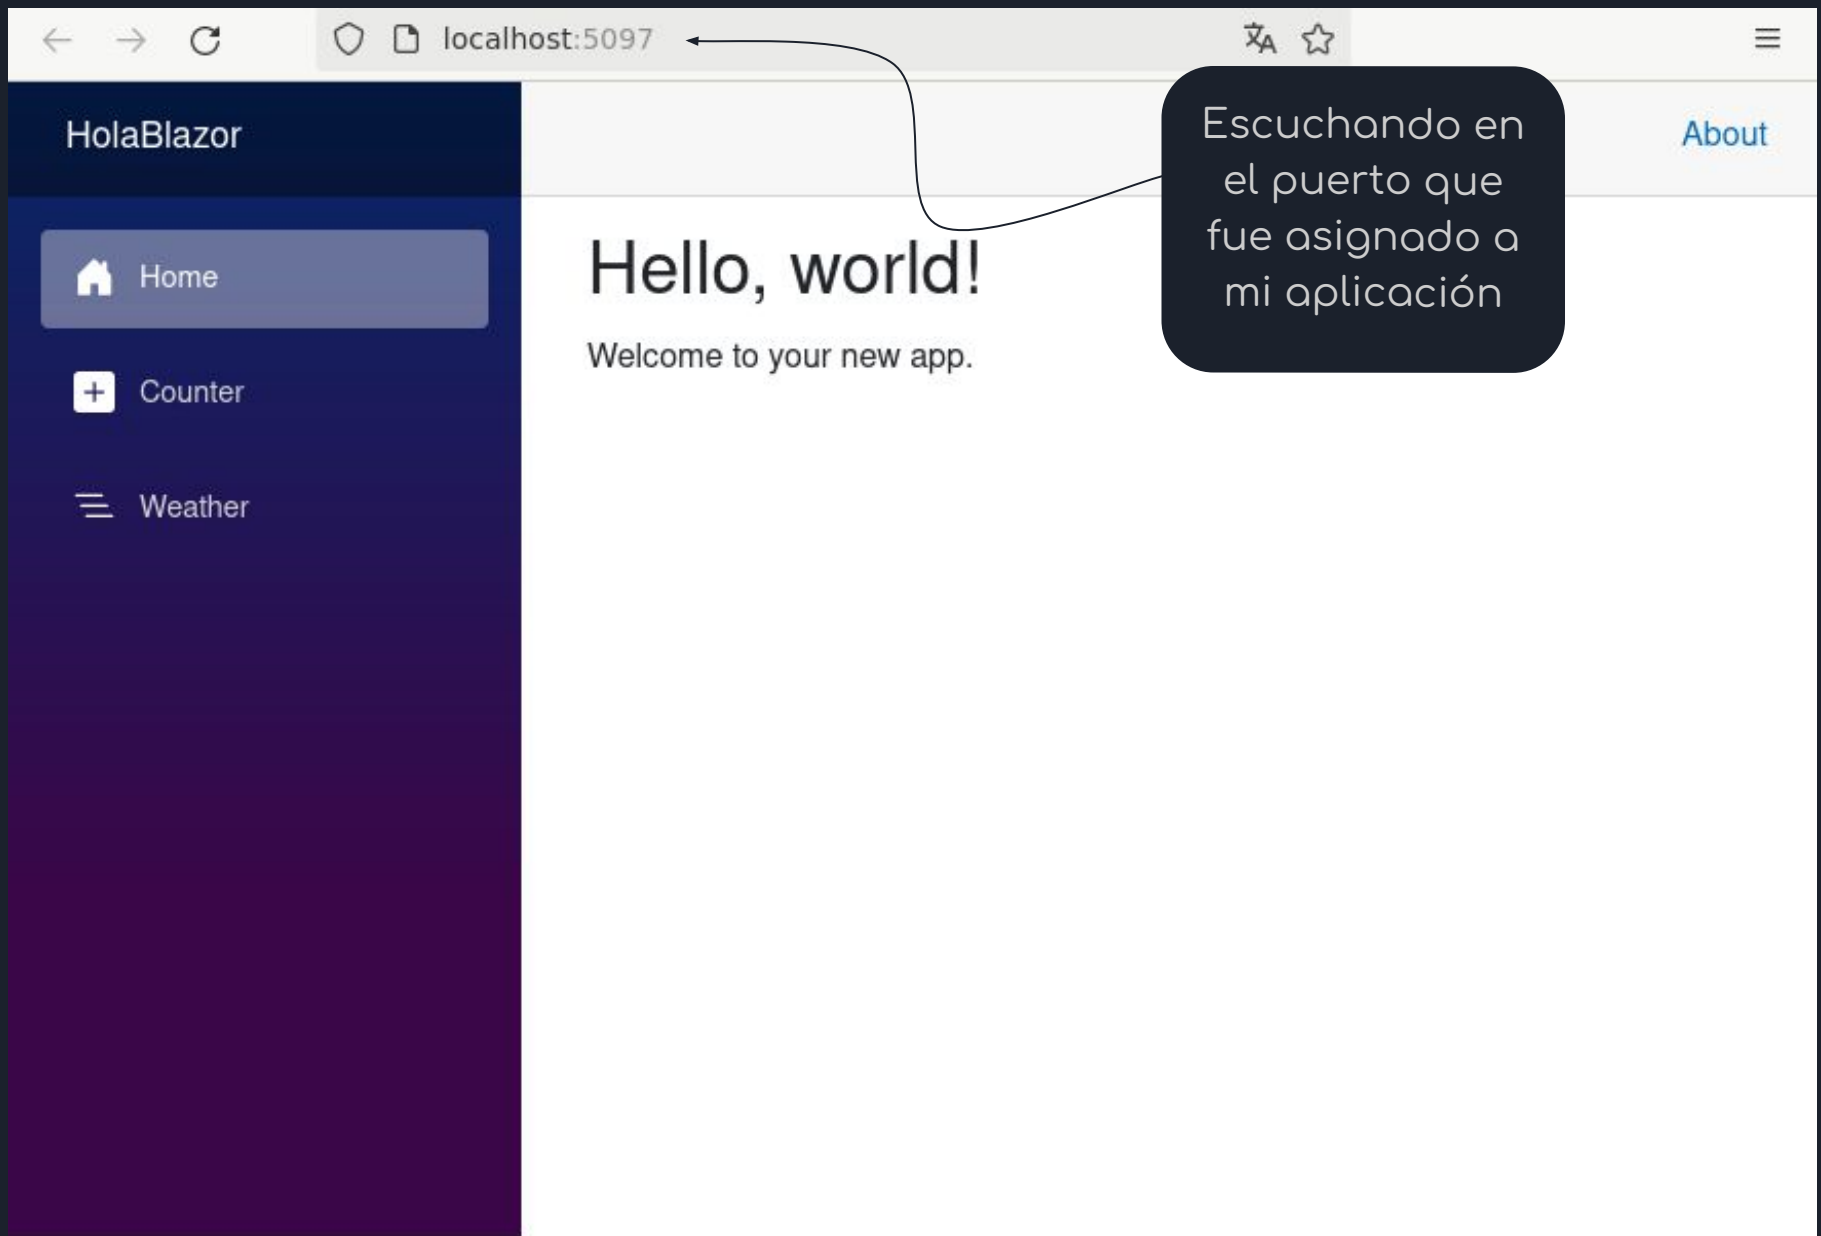 localhost:5097
HolaBlazor
About
Home
Counter
Weather
Hello, world!
Welcome to your new app.
Escuchando en
el puerto que
fue asignado a
mi aplicación